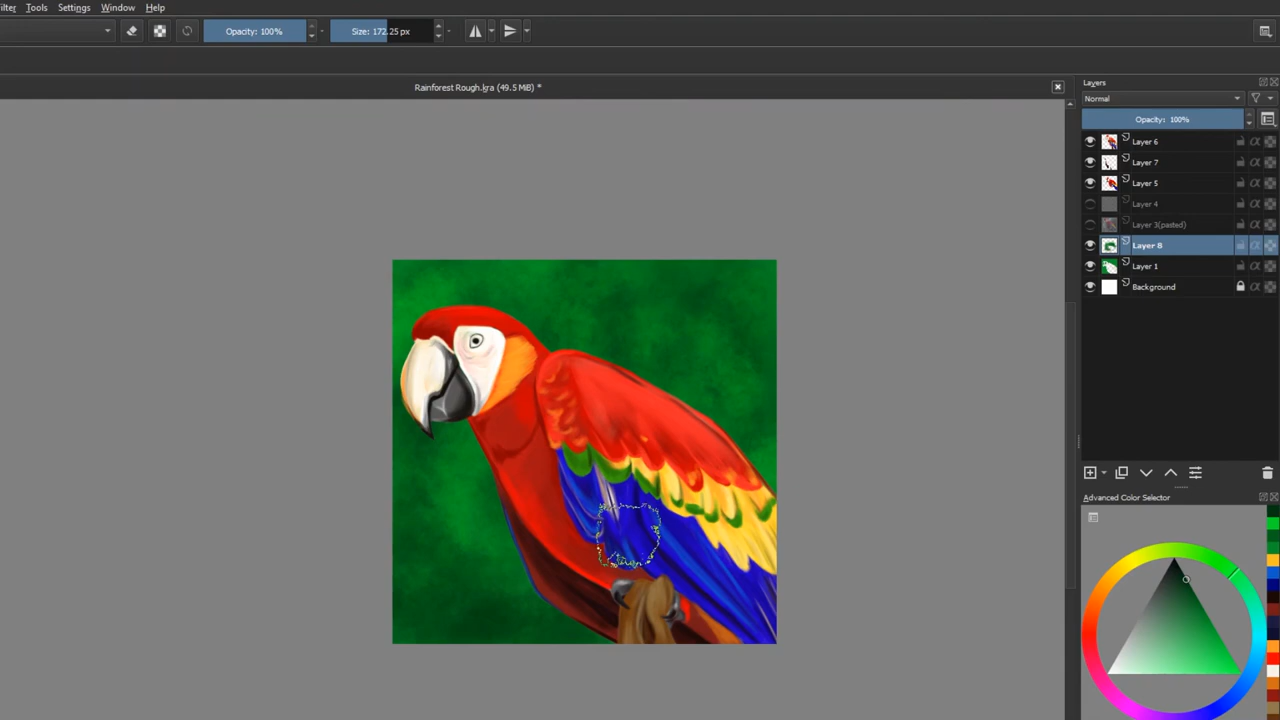 ilter Tools Settings Window Help
Opacity: 100% Size: 172.25 px
Rainforest Rough.kra (49.5 MiB) *
Layers
Normal
Opacity: 100%
Layer 6
Layer 7
Layer 5
Layer 4
Layer 3(pasted)
Layer 8
Layer 1
Background
Advanced Color Selector